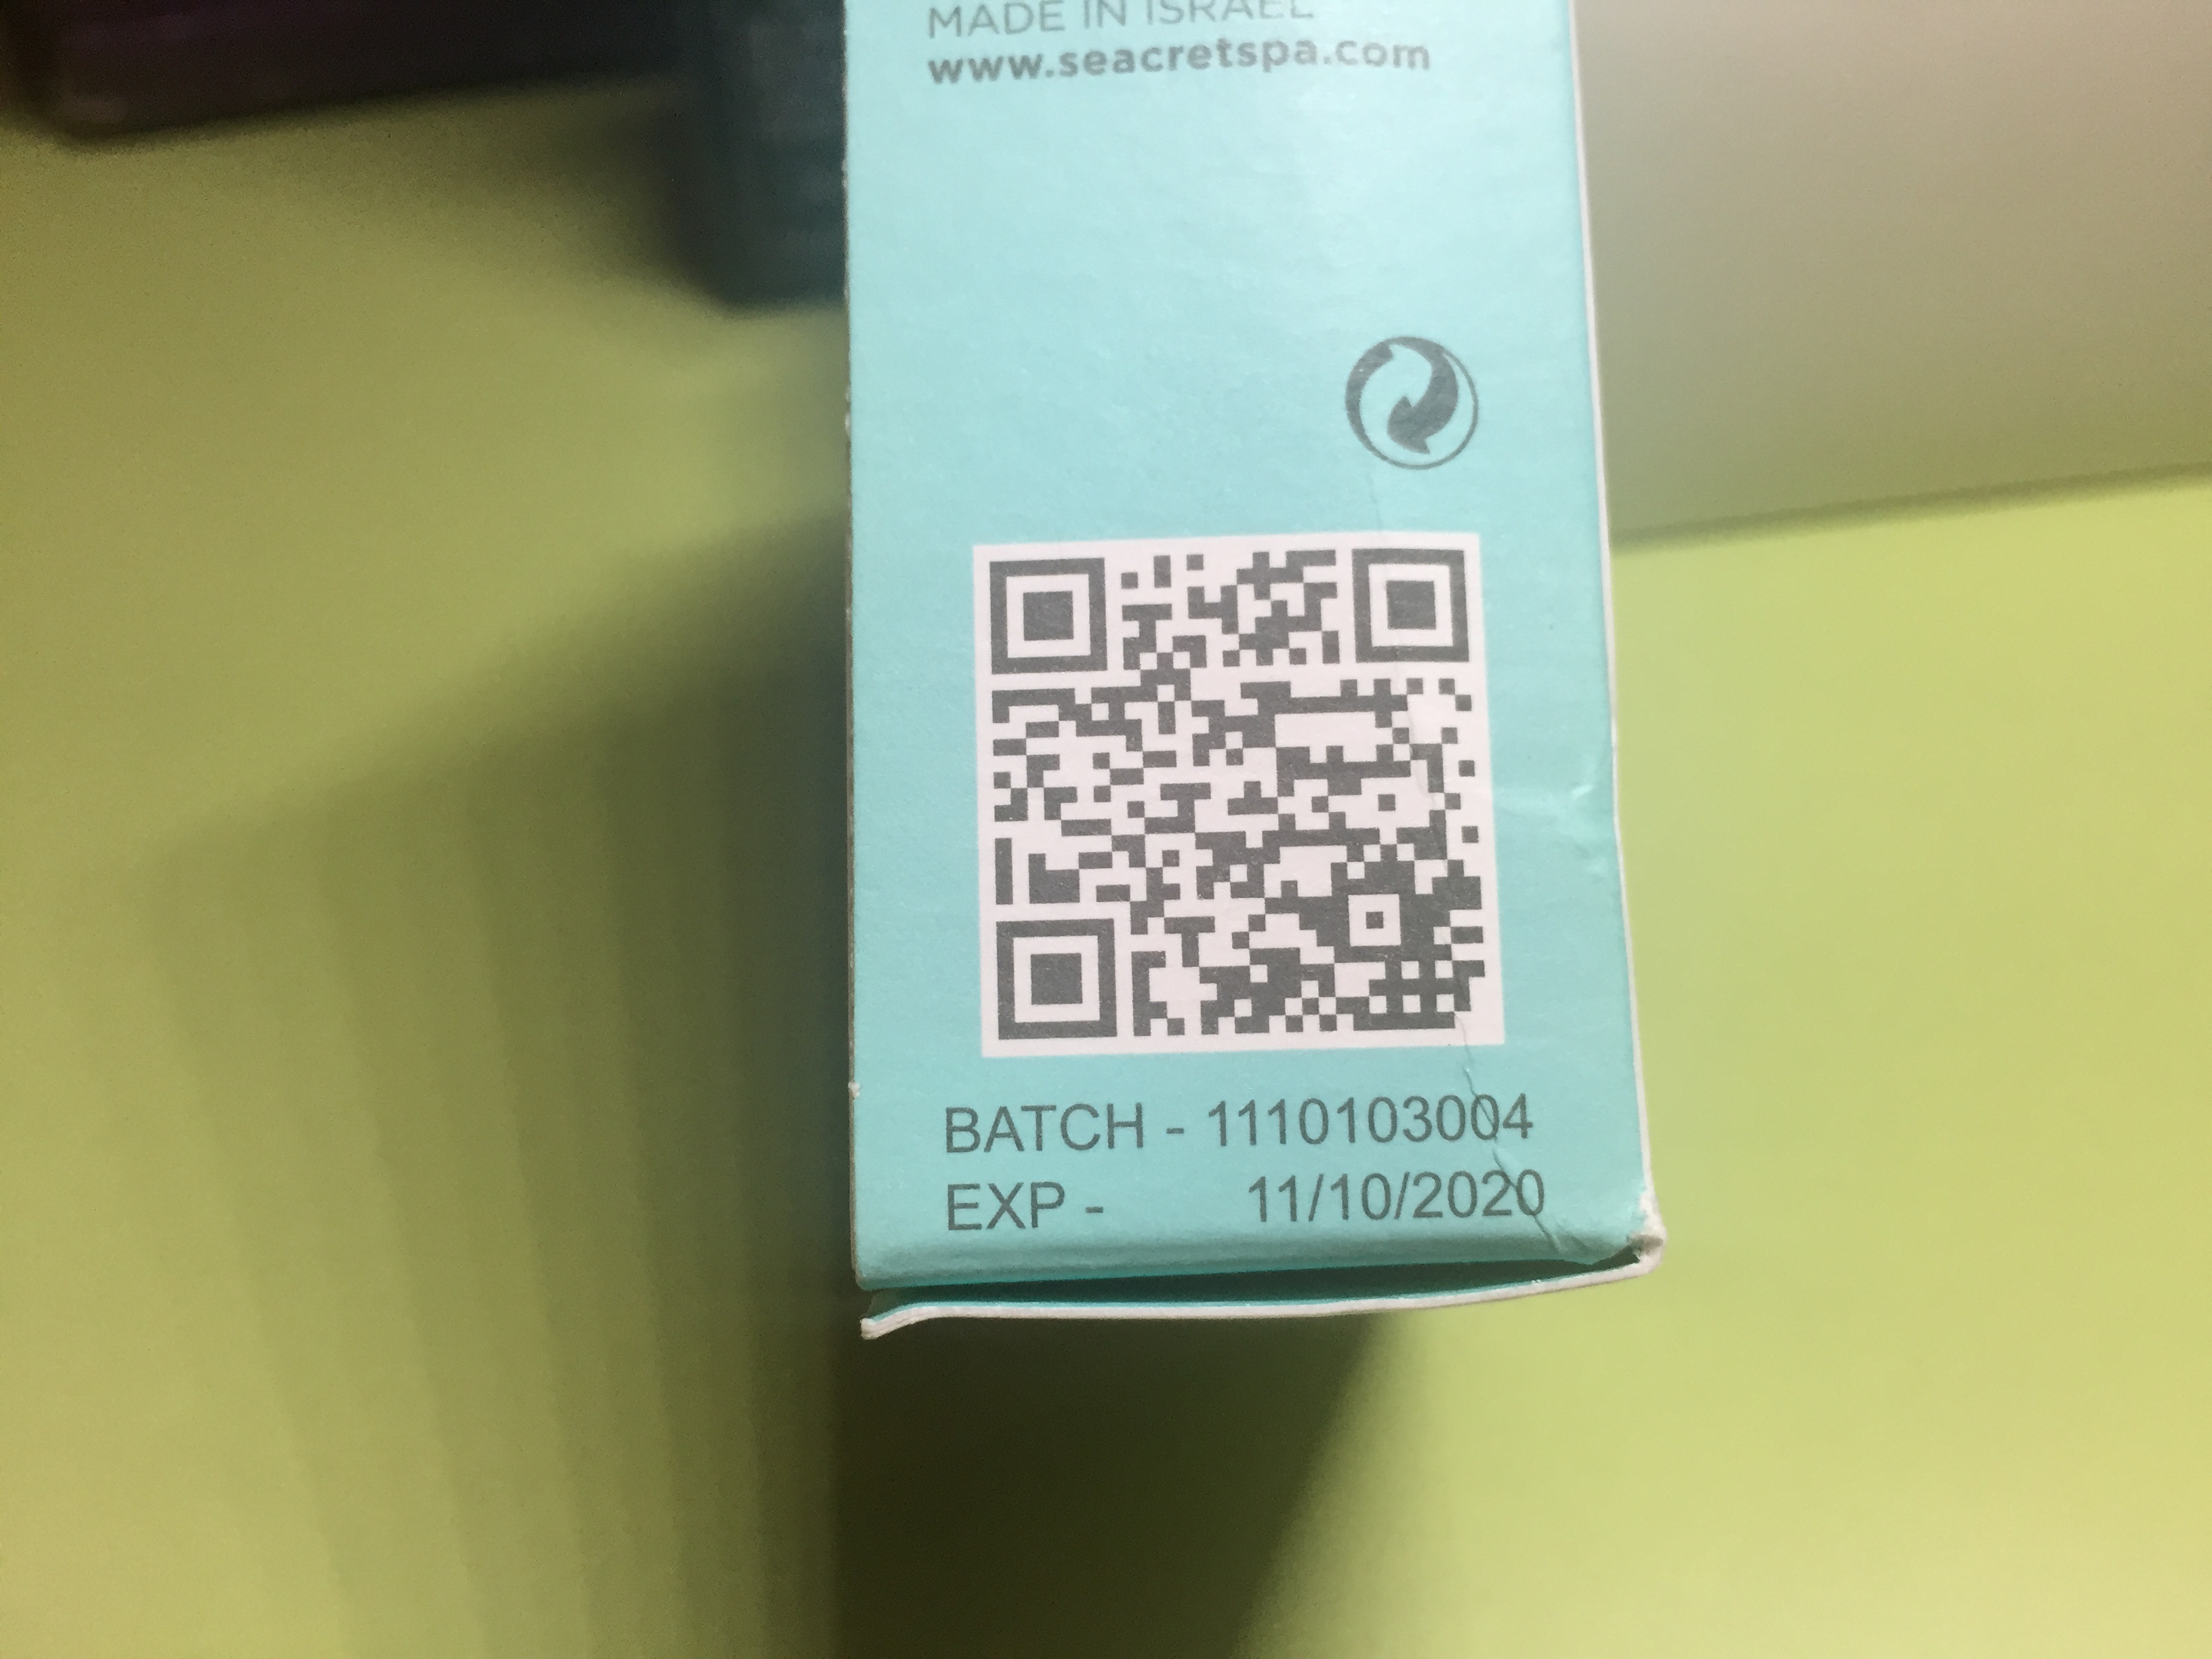 MADE IN ISRAEL
www.seacretspa.com
BATCH - 1110103004
EXP - 11/10/2020